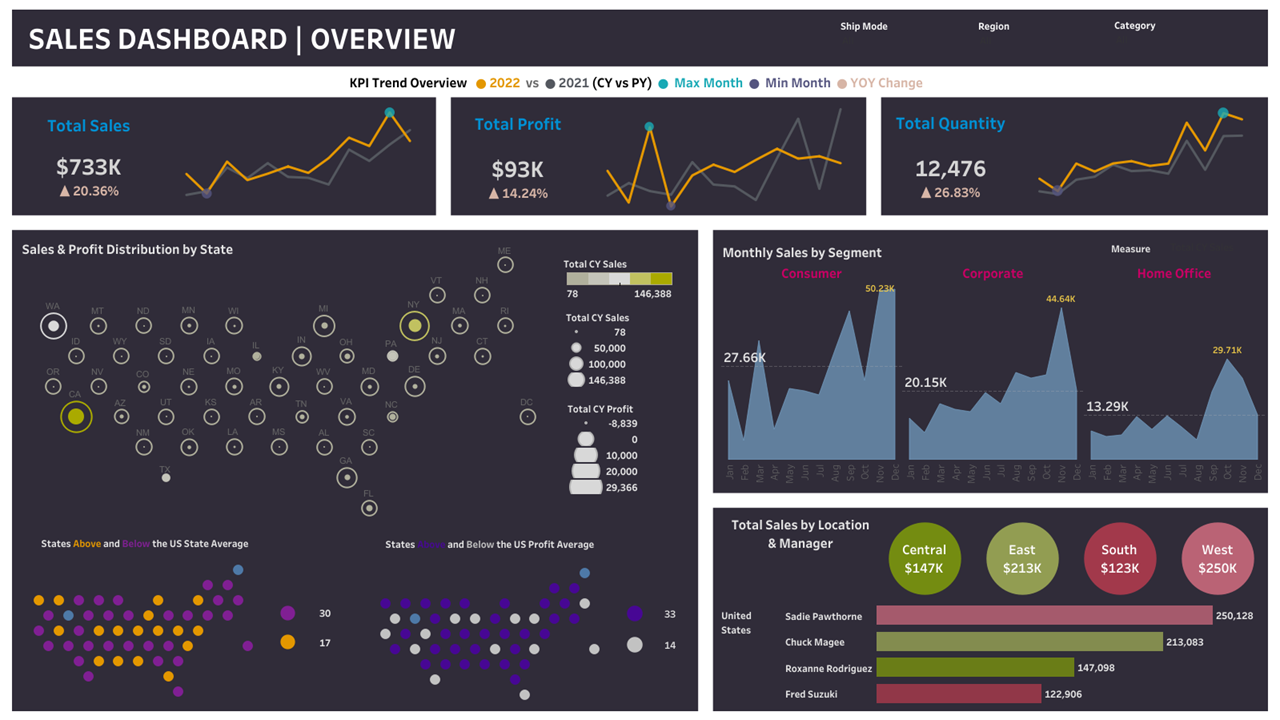 SALES DASHBOARD | OVERVIEW
Ship Mode
Region
Category
KPI Trend Overview 2022 vs 2021 (CY vs PY) Max Month Min Month YOY Change
Total Sales
$733K
▲ 20.36%
Total Profit
$93K
▲ 14.24%
Total Quantity
12,476
▲ 26.83%
Sales & Profit Distribution by State
ME
VT NH
WA MT ND MN WI MI NY MA RI
ID WY SD IA IL IN OH PA NJ CT
OR NV CO NE MO KY WV MD DE
CA AZ UT KS AR TN VA NC DC
NM OK LA MS AL SC
TX GA
FL
Total CY Sales
78 146,388
Total CY Sales
78
50,000
100,000
146,388
Total CY Profit
-8,839
0
10,000
20,000
29,366
States Above and Below the US State Average
30
17
States Above and Below the US Profit Average
33
14
Monthly Sales by Segment
Measure
Consumer Corporate Home Office
50.23K
44.64K
29.71K
27.66K
20.15K
13.29K
Jan Feb Mar Apr May Jun Jul Aug Sep Oct Nov Dec
Jan Feb Mar Apr May Jun Jul Aug Sep Oct Nov Dec
Jan Feb Mar Apr May Jun Jul Aug Sep Oct Nov Dec
Total Sales by Location
& Manager
Central
$147K
East
$213K
South
$123K
West
$250K
United
States
Sadie Pawthorne 250,128
Chuck Magee 213,083
Roxanne Rodriguez 147,098
Fred Suzuki 122,906